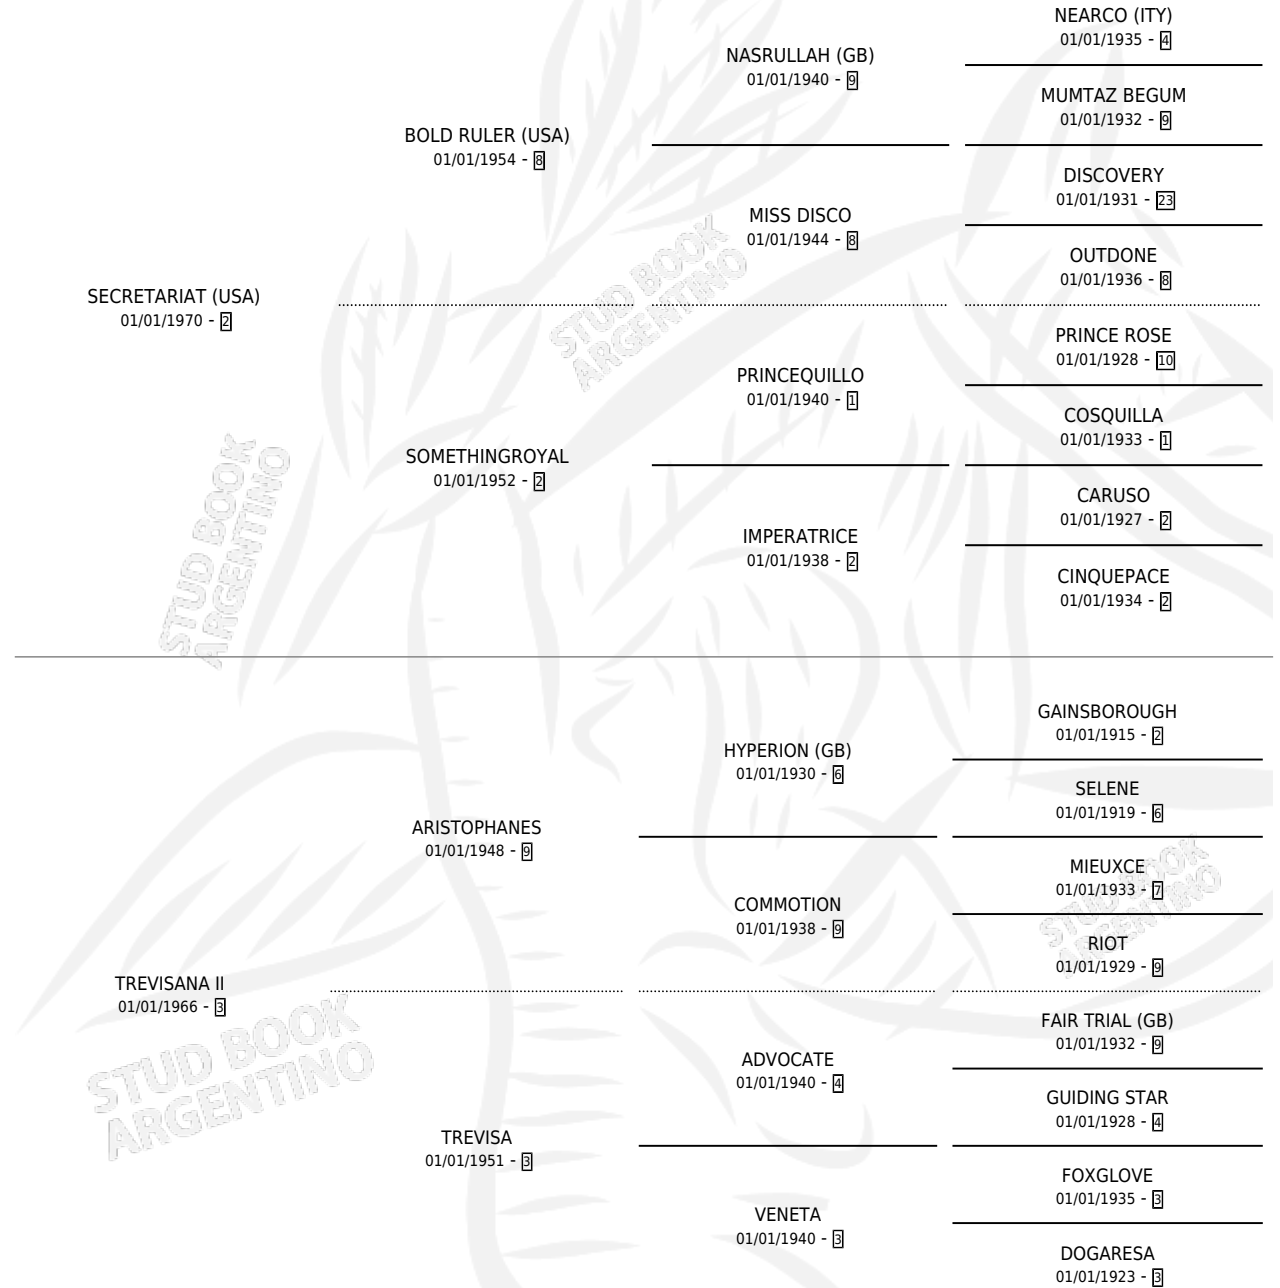 NEARCO (ITY)
01/01/1935 - 4
NASRULLAH (GB)
01/01/1940 - 9
MUMTAZ BEGUM
01/01/1932 - 9
BOLD RULER (USA)
01/01/1954 - 8
DISCOVERY
01/01/1931 - 23
MISS DISCO
01/01/1944 - 8
OUTDONE
01/01/1936 - 8
SECRETARIAT (USA)
01/01/1970 - 2
STUD BOOK
ARGENTINO
PRINCE ROSE
01/01/1928 - 10
PRINCEQUILLO
01/01/1940 - 1
COSQUILLA
01/01/1933 - 1
SOMETHINGROYAL
01/01/1952 - 2
CARUSO
01/01/1927 - 2
IMPERATRICE
01/01/1938 - 2
CINQUEPACE
01/01/1934 - 2
STUD BOOK
ARGENTINO
GAINSBOROUGH
01/01/1915 - 2
HYPERION (GB)
01/01/1930 - 6
SELENE
01/01/1919 - 6
ARISTOPHANES
01/01/1948 - 9
MIEUXCE
01/01/1933 - 7
COMMOTION
01/01/1938 - 9
STUD BOOK
ARGENTINO
RIOT
01/01/1929 - 9
TREVISANA II
01/01/1966 - 3
FAIR TRIAL (GB)
01/01/1932 - 9
ADVOCATE
01/01/1940 - 4
GUIDING STAR
01/01/1928 - 4
STUD BOOK
ARGENTINO
TREVISA
01/01/1951 - 3
FOXGLOVE
01/01/1935 - 3
VENETA
01/01/1940 - 3
DOGARESA
01/01/1923 - 3